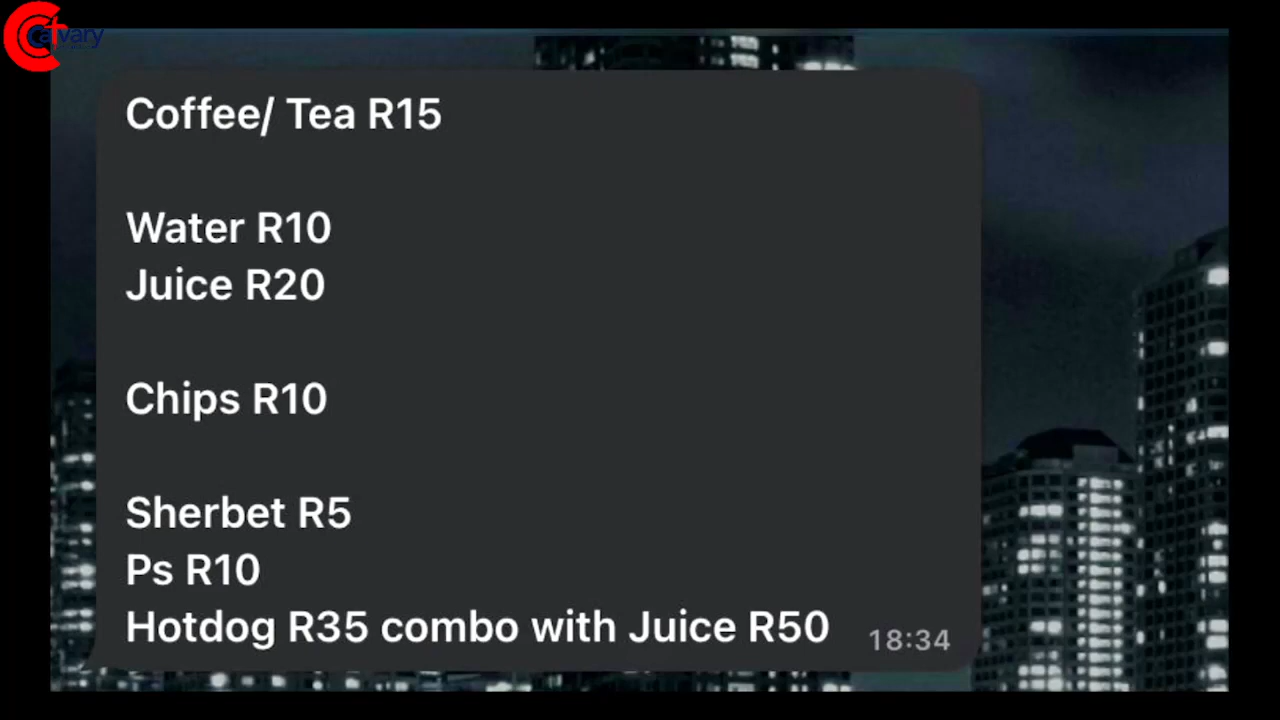 Calvary
Coffee/ Tea R15
Water R10
Juice R20
Chips R10
Sherbet R5
Ps R10
Hotdog R35 combo with Juice R50
18:34